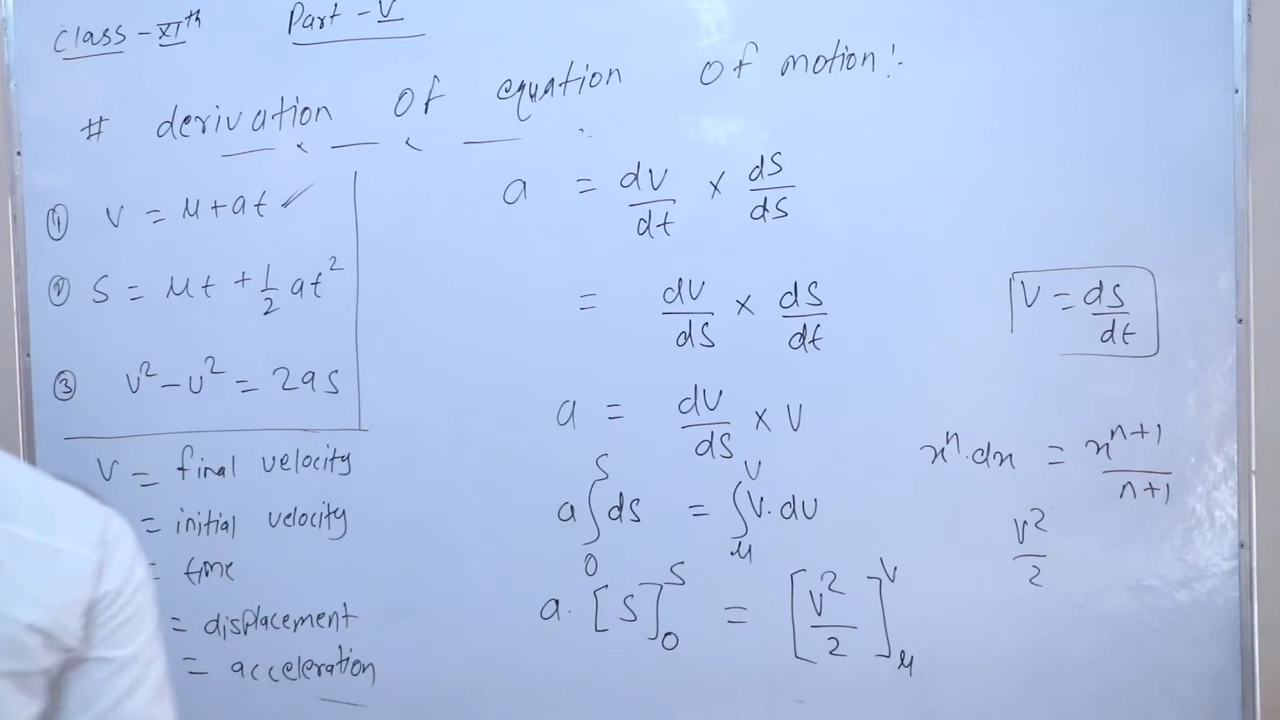 Class - XIth Part - V
# derivation of equation of motion :-
① v = u + at ✓
② s = ut + 1/2 at²
③ v² - u² = 2as
v = final velocity
= initial velocity
= time
= displacement
= acceleration
a = dv/dt × ds/ds
= dv/ds × ds/dt
a = dv/ds × v
a ∫₀ˢ ds = ∫ᵤᵛ v. dv
a. [s]₀ˢ = [v²/2]ᵤᵛ
v = ds/dt
xⁿ. dx = xⁿ⁺¹/n+1
v²/2